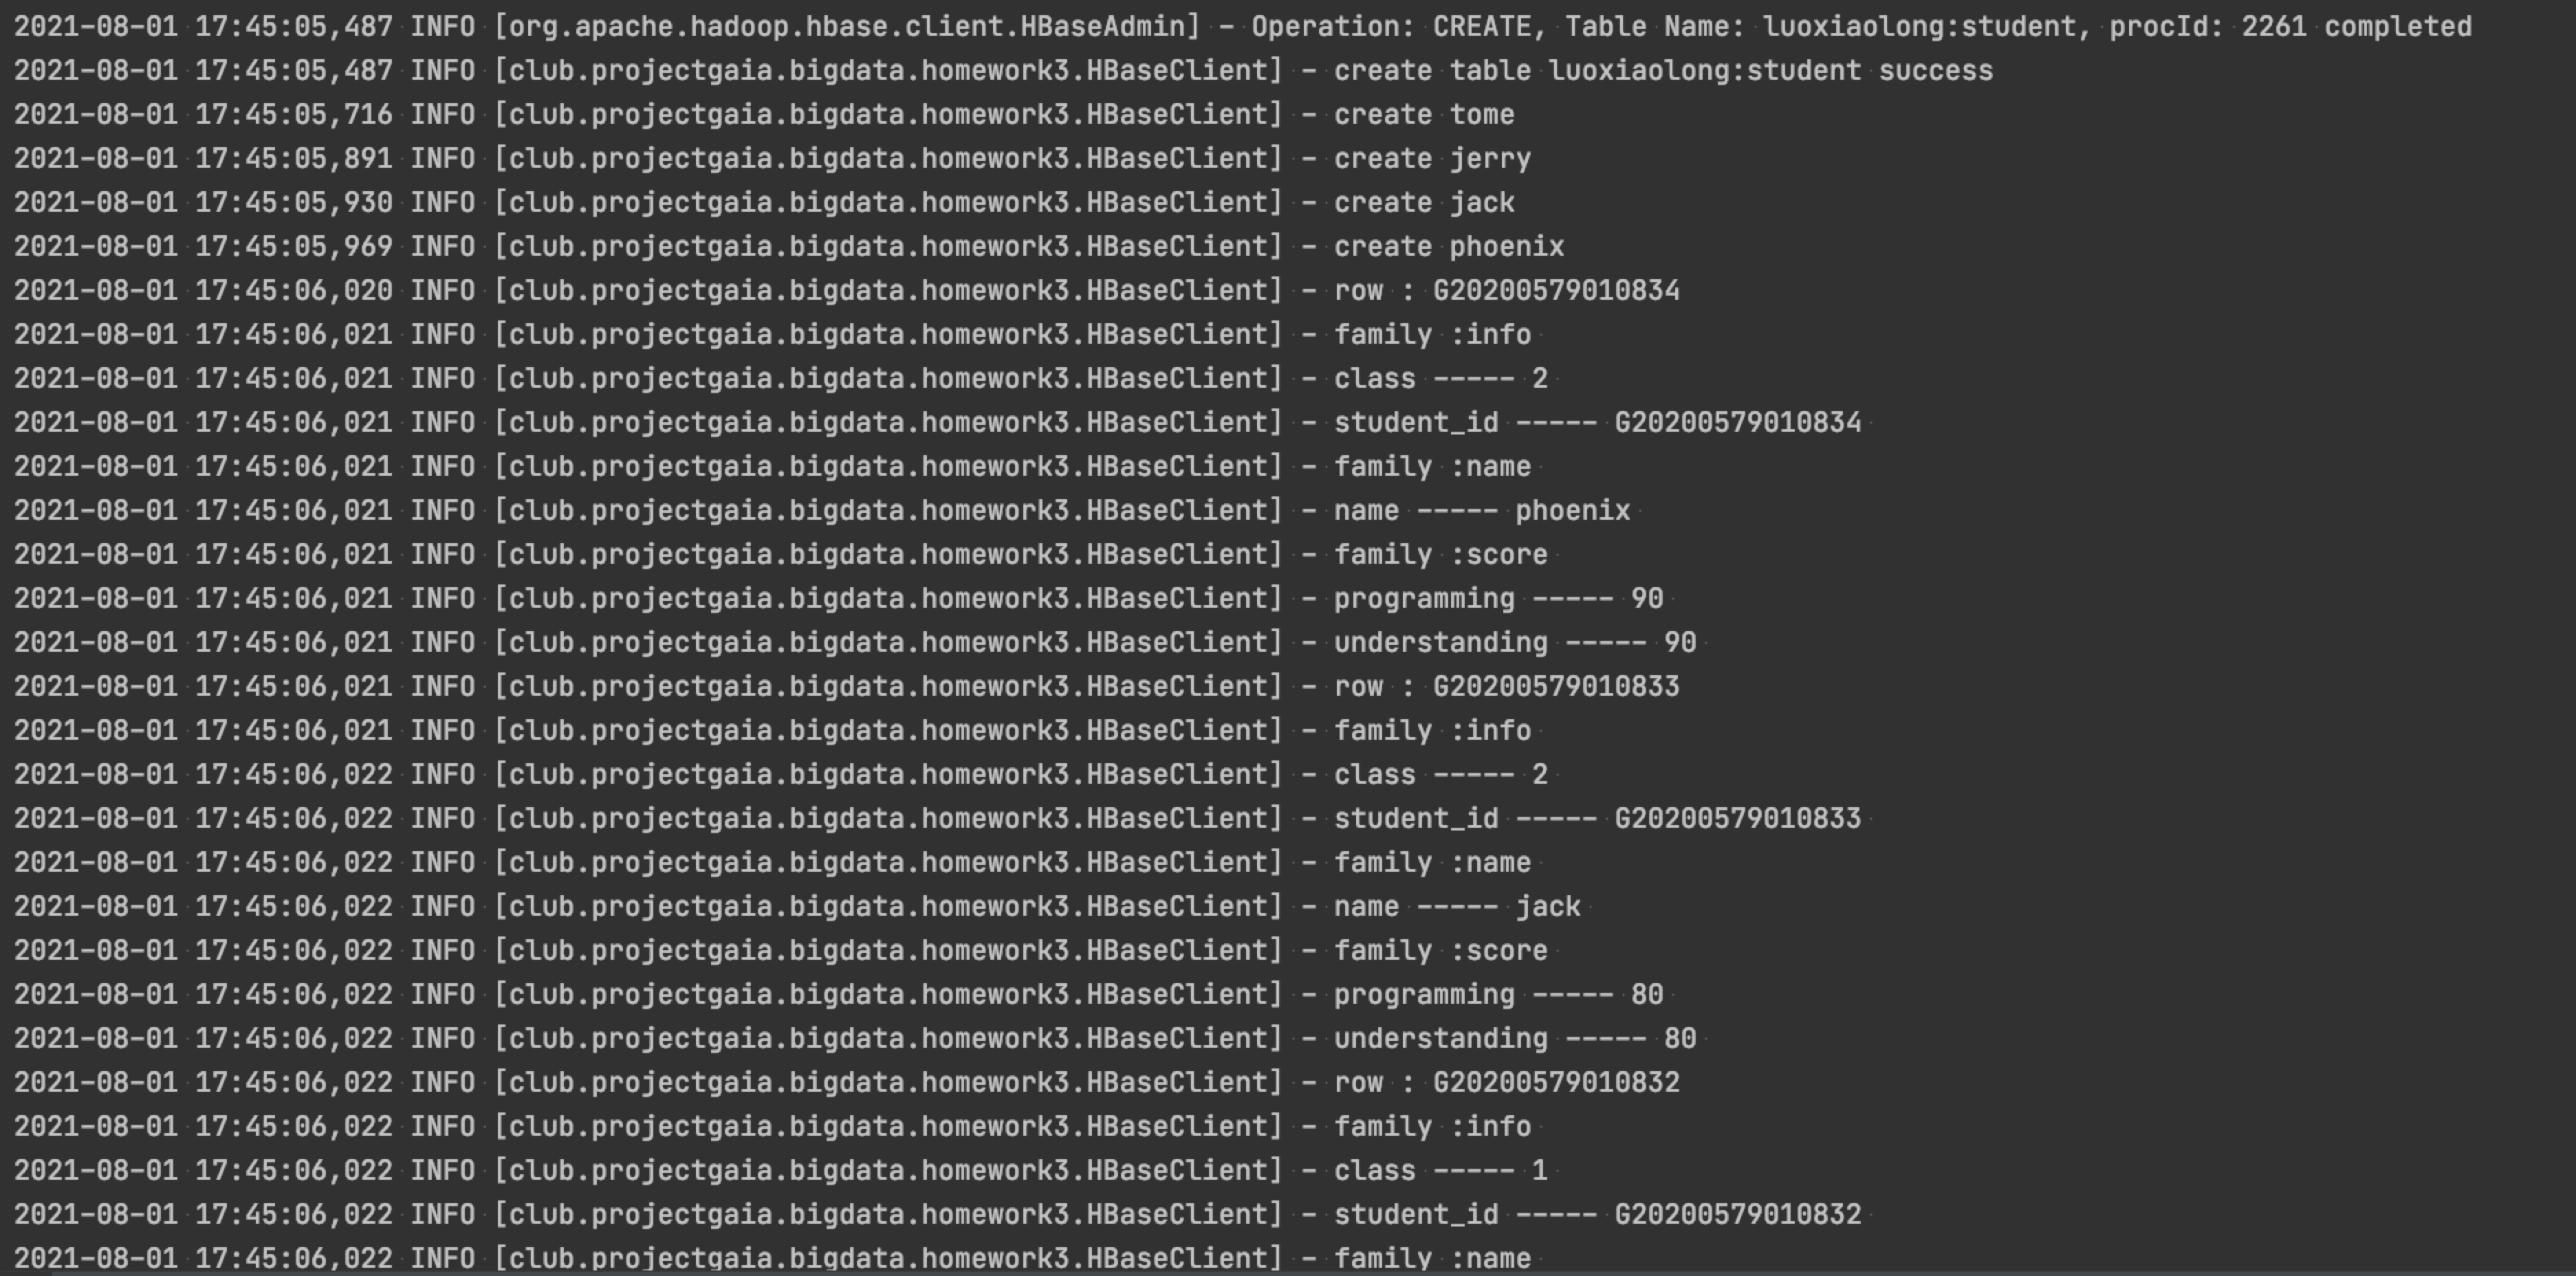 2021-08-01 17:45:05,487 INFO [org.apache.hadoop.hbase.client.HBaseAdmin] - Operation: CREATE, Table Name: luoxiaolong:student, procId: 2261 completed
2021-08-01 17:45:05,487 INFO [club.projectgaia.bigdata.homework3.HBaseClient] - create table luoxiaolong:student success
2021-08-01 17:45:05,716 INFO [club.projectgaia.bigdata.homework3.HBaseClient] - create tome
2021-08-01 17:45:05,891 INFO [club.projectgaia.bigdata.homework3.HBaseClient] - create jerry
2021-08-01 17:45:05,930 INFO [club.projectgaia.bigdata.homework3.HBaseClient] - create jack
2021-08-01 17:45:05,969 INFO [club.projectgaia.bigdata.homework3.HBaseClient] - create phoenix
2021-08-01 17:45:06,020 INFO [club.projectgaia.bigdata.homework3.HBaseClient] - row : G20200579010834
2021-08-01 17:45:06,021 INFO [club.projectgaia.bigdata.homework3.HBaseClient] - family :info
2021-08-01 17:45:06,021 INFO [club.projectgaia.bigdata.homework3.HBaseClient] - class ----- 2
2021-08-01 17:45:06,021 INFO [club.projectgaia.bigdata.homework3.HBaseClient] - student_id ----- G20200579010834
2021-08-01 17:45:06,021 INFO [club.projectgaia.bigdata.homework3.HBaseClient] - family :name
2021-08-01 17:45:06,021 INFO [club.projectgaia.bigdata.homework3.HBaseClient] - name ----- phoenix
2021-08-01 17:45:06,021 INFO [club.projectgaia.bigdata.homework3.HBaseClient] - family :score
2021-08-01 17:45:06,021 INFO [club.projectgaia.bigdata.homework3.HBaseClient] - programming ----- 90
2021-08-01 17:45:06,021 INFO [club.projectgaia.bigdata.homework3.HBaseClient] - understanding ----- 90
2021-08-01 17:45:06,021 INFO [club.projectgaia.bigdata.homework3.HBaseClient] - row : G20200579010833
2021-08-01 17:45:06,021 INFO [club.projectgaia.bigdata.homework3.HBaseClient] - family :info
2021-08-01 17:45:06,022 INFO [club.projectgaia.bigdata.homework3.HBaseClient] - class ----- 2
2021-08-01 17:45:06,022 INFO [club.projectgaia.bigdata.homework3.HBaseClient] - student_id ----- G20200579010833
2021-08-01 17:45:06,022 INFO [club.projectgaia.bigdata.homework3.HBaseClient] - family :name
2021-08-01 17:45:06,022 INFO [club.projectgaia.bigdata.homework3.HBaseClient] - name ----- jack
2021-08-01 17:45:06,022 INFO [club.projectgaia.bigdata.homework3.HBaseClient] - family :score
2021-08-01 17:45:06,022 INFO [club.projectgaia.bigdata.homework3.HBaseClient] - programming ----- 80
2021-08-01 17:45:06,022 INFO [club.projectgaia.bigdata.homework3.HBaseClient] - understanding ----- 80
2021-08-01 17:45:06,022 INFO [club.projectgaia.bigdata.homework3.HBaseClient] - row : G20200579010832
2021-08-01 17:45:06,022 INFO [club.projectgaia.bigdata.homework3.HBaseClient] - family :info
2021-08-01 17:45:06,022 INFO [club.projectgaia.bigdata.homework3.HBaseClient] - class ----- 1
2021-08-01 17:45:06,022 INFO [club.projectgaia.bigdata.homework3.HBaseClient] - student_id ----- G20200579010832
2021-08-01 17:45:06,022 INFO [club.projectgaia.bigdata.homework3.HBaseClient] - family :name